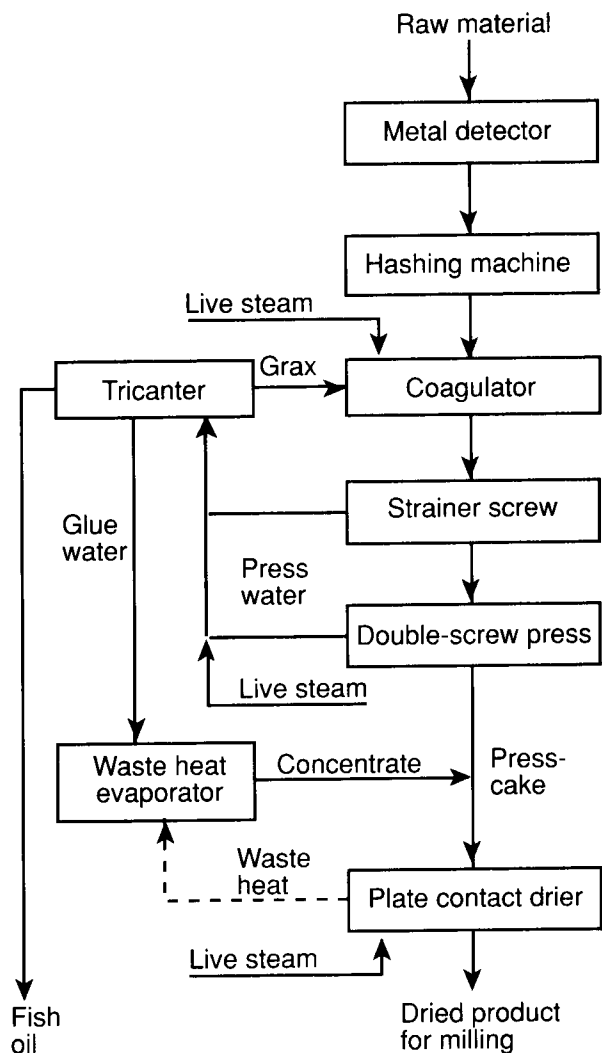 Raw material
Metal detector
Hashing machine
Live steam
Grax
Tricanter
Coagulator
Strainer screw
Glue
water
Press
water
Double-screw press
Live steam
Waste heat
evaporator
Concentrate
Press-
cake
Waste
heat
Plate contact drier
Live steam
Fish
oil
Dried product
for milling